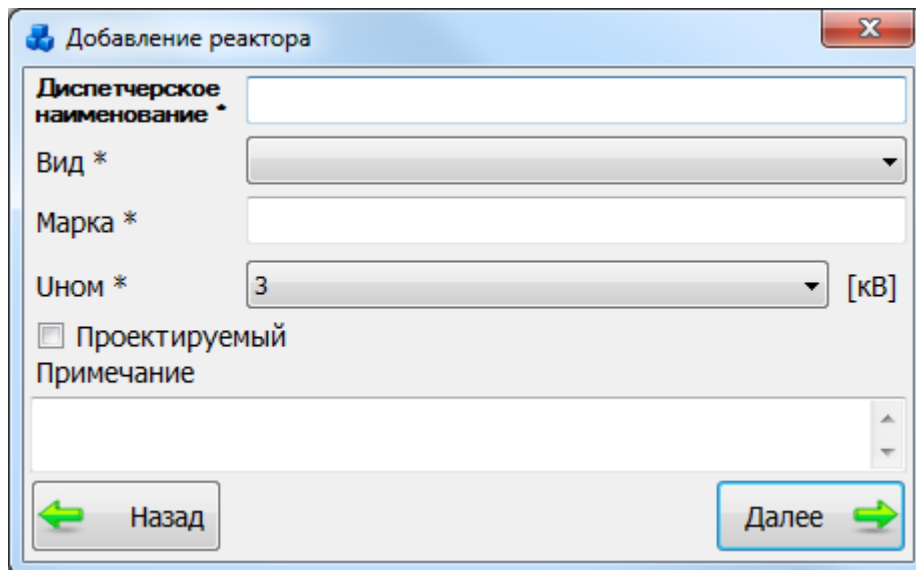 Добавление реактора
Диспетчерское
наименование *
Вид *
Марка *
Uном * 3 [кВ]
Проектируемый
Примечание
Назад Далее